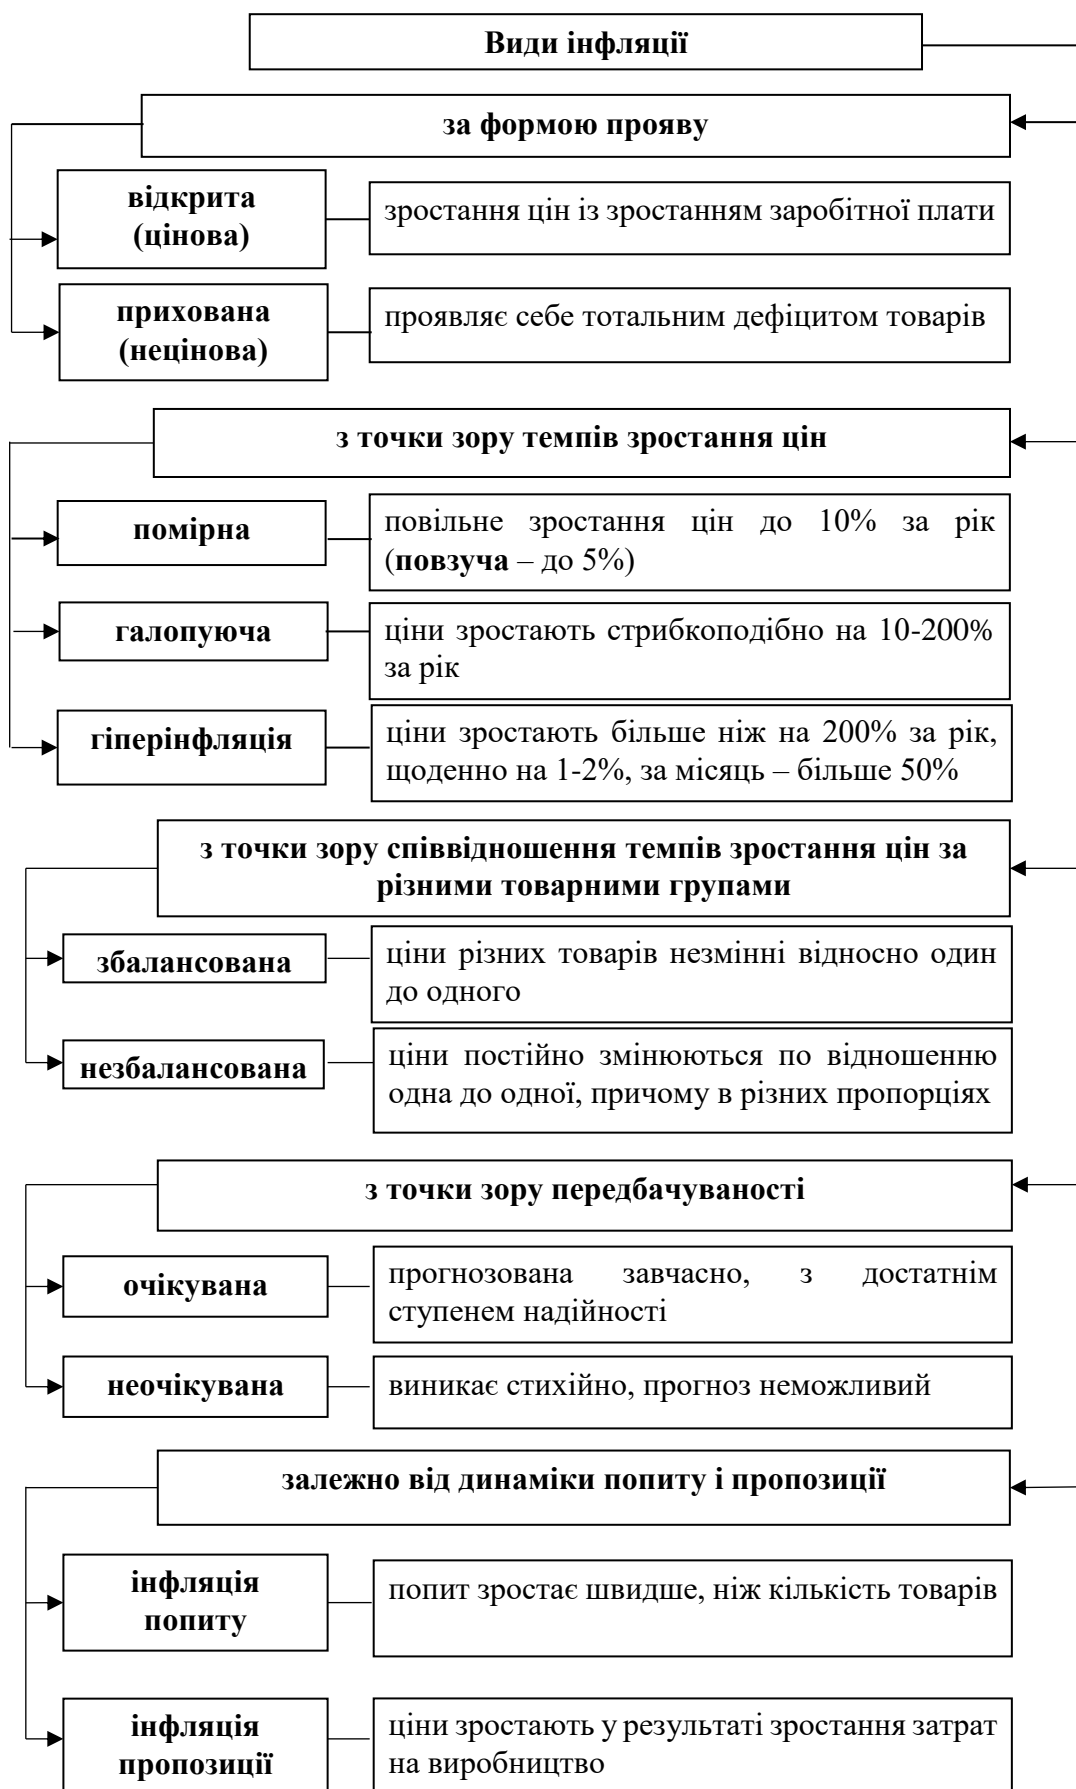 Види інфляції
за формою прояву
відкрита
(цінова)
зростання цін із зростанням заробітної плати
прихована
(нецінова)
проявляє себе тотальним дефіцитом товарів
з точки зору темпів зростання цін
помірна
повільне зростання цін до 10% за рік
(повзуча – до 5%)
галопуюча
ціни зростають стрибкоподібно на 10-200%
за рік
гіперінфляція
ціни зростають більше ніж на 200% за рік,
щоденно на 1-2%, за місяць – більше 50%
з точки зору співвідношення темпів зростання цін за
різними товарними групами
збалансована
ціни різних товарів незмінні відносно один
до одного
незбалансована
ціни постійно змінюються по відношенню
одна до одної, причому в різних пропорціях
з точки зору передбачуваності
очікувана
прогнозована завчасно, з достатнім
ступенем надійності
неочікувана
виникає стихійно, прогноз неможливий
залежно від динаміки попиту і пропозиції
інфляція
попиту
попит зростає швидше, ніж кількість товарів
інфляція
пропозиції
ціни зростають у результаті зростання затрат
на виробництво